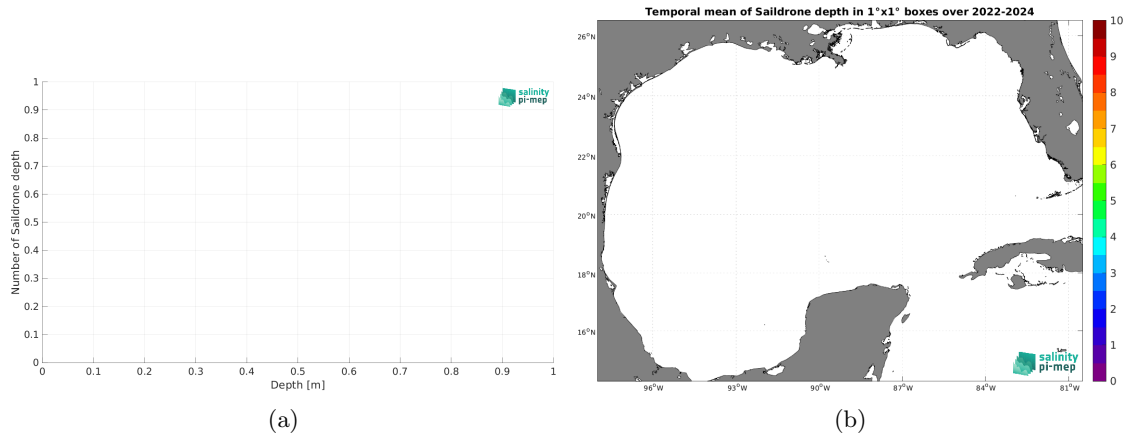 1
0.9
0.8
0.7
0.6
0.5
0.4
0.3
0.2
0.1
0
Number of Saildrone depth
0 0.1 0.2 0.3 0.4 0.5 0.6 0.7 0.8 0.9 1
Depth [m]
salinity
pi-mep
(a)
Temporal mean of Saildrone depth in 1°x1° boxes over 2022-2024
26°N
24°N
22°N
20°N
18°N
16°N
96°W 93°W 90°W 87°W 84°W 81°W
salinity
pi-mep
10
9
8
7
6
5
4
3
2
1
0
(b)